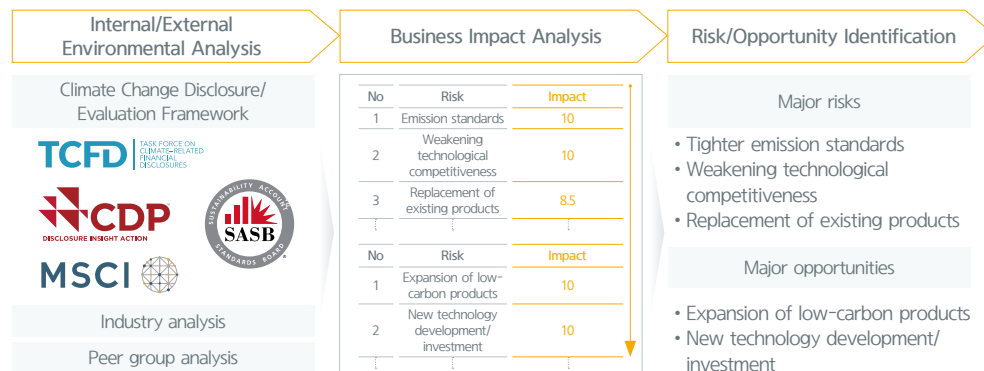 Internal/External
Environmental Analysis
Climate Change Disclosure/
Evaluation Framework
TCFD
TASK FORCE ON
CLIMATE-RELATED
FINANCIAL
DISCLOSURES
CDP
DISCLOSURE INSIGHT ACTION
SUSTAINABILITY ACCOUNT
SASB
STANDARDS BOARD
MSCI
Industry analysis
Peer group analysis
Business Impact Analysis
No Risk Impact
1 Emission standards 10
Weakening
2 technological 10
competitiveness
3 Replacement of 8.5
existing products
No Risk Impact
1 Expansion of low- 10
carbon products
New technology
2 development/ 10
investment
Risk/Opportunity Identification
Major risks
• Tighter emission standards
• Weakening technological
competitiveness
• Replacement of existing products
Major opportunities
• Expansion of low-carbon products
• New technology development/
investment